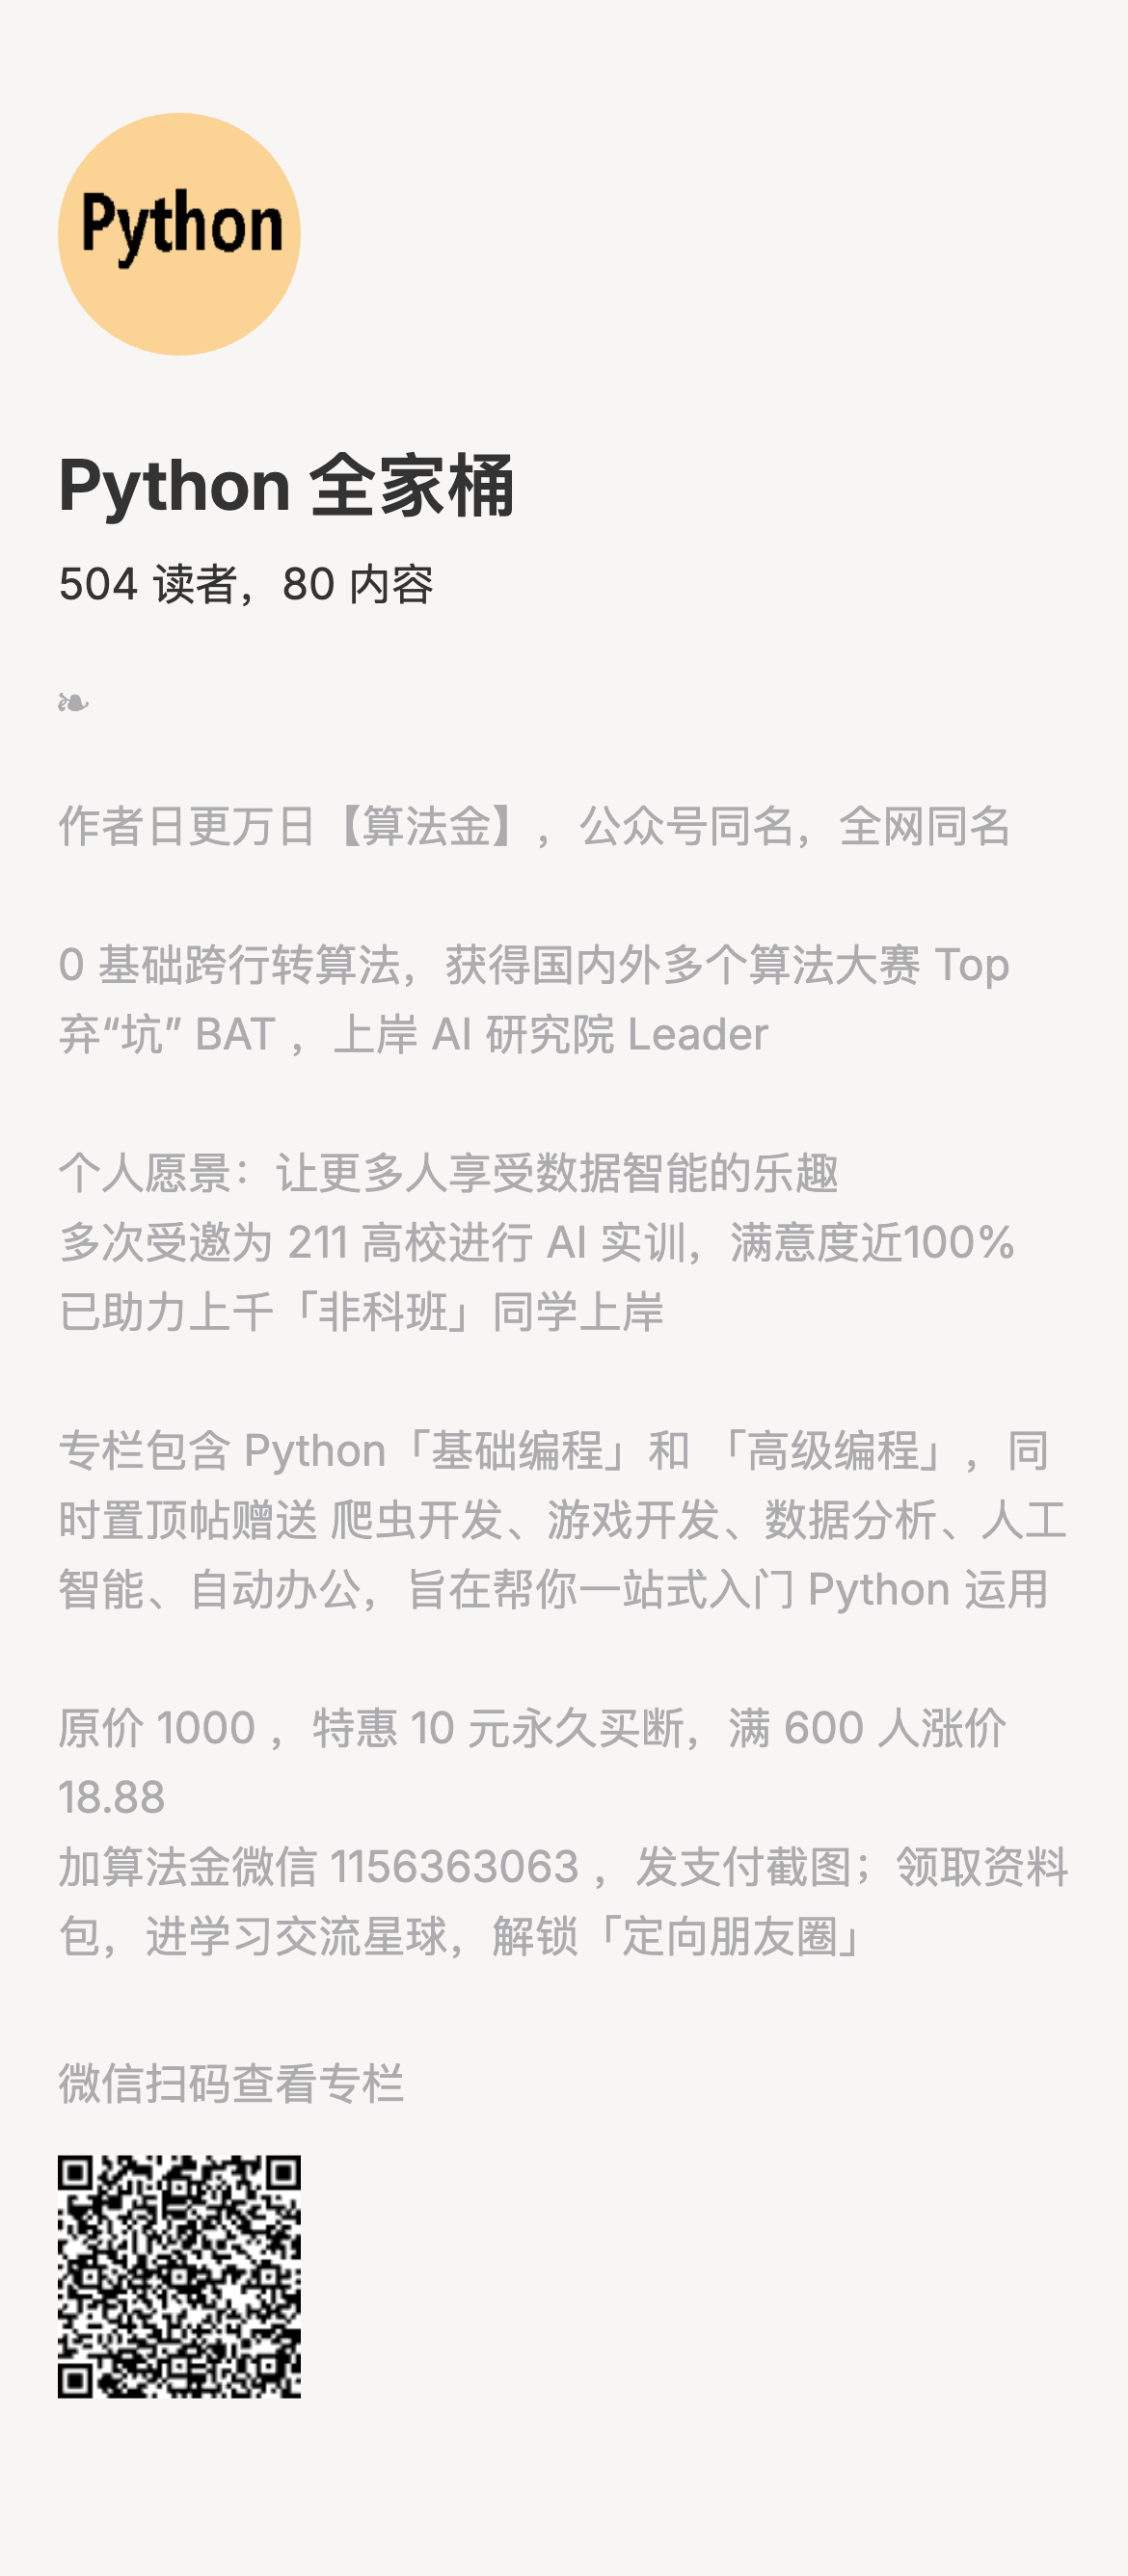 Python
Python 全家桶
504 读者，80 内容
❧
作者日更万日【算法金】，公众号同名，全网同名
0 基础跨行转算法，获得国内外多个算法大赛 Top
弃“坑” BAT ，上岸 AI 研究院 Leader
个人愿景：让更多人享受数据智能的乐趣
多次受邀为 211 高校进行 AI 实训，满意度近100%
已助力上千「非科班」同学上岸
专栏包含 Python「基础编程」和 「高级编程」，同
时置顶帖赠送 爬虫开发、游戏开发、数据分析、人工
智能、自动办公，旨在帮你一站式入门 Python 运用
原价 1000 ，特惠 10 元永久买断，满 600 人涨价
18.88
加算法金微信 1156363063 ，发支付截图；领取资料
包，进学习交流星球，解锁「定向朋友圈」
微信扫码查看专栏